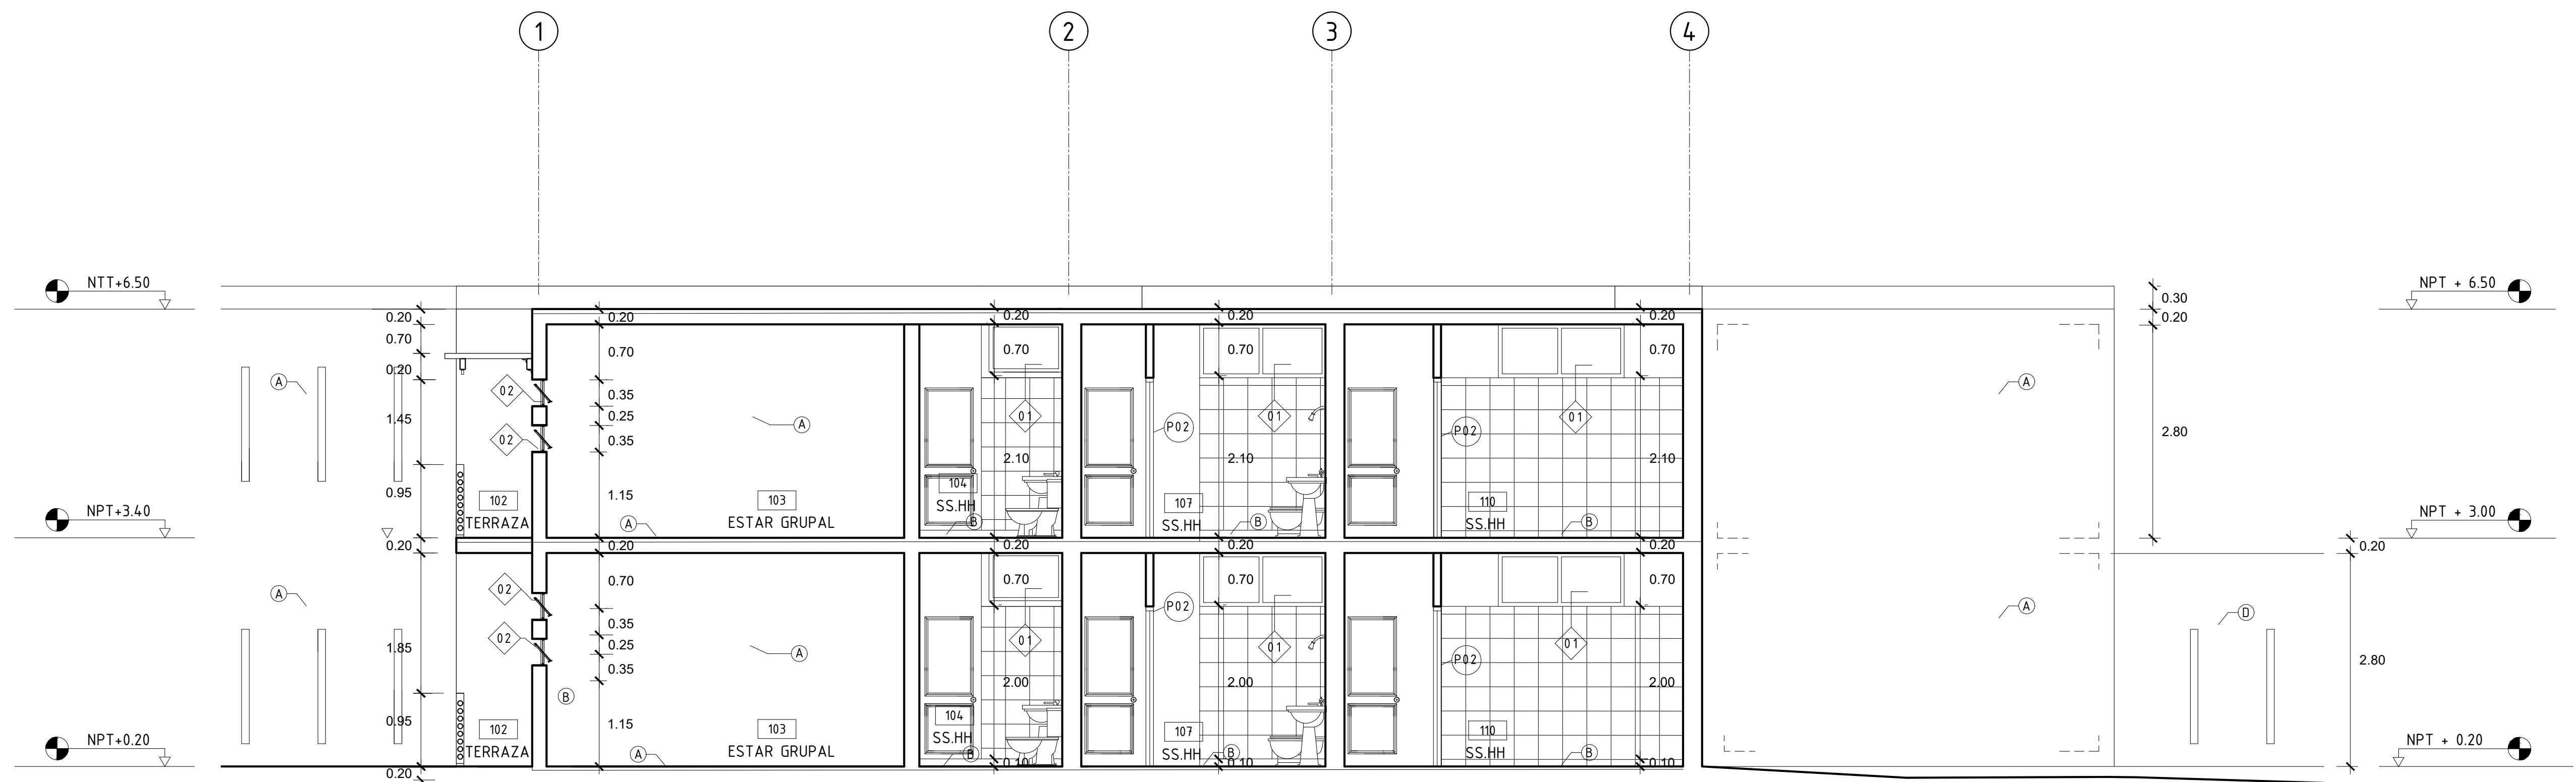 1 2 3 4
NTT+6.50
NPT + 6.50
0.30
0.20
0.20 0.20 0.20 0.20 0.20
0.70
0.70 0.70 0.70 0.70
0.20
A
02
0.35
A
A
1.45
0.25
01 01 01
02
0.35
P02 P02
2.80
2.10 2.10 2.10
0.95
1.15
102
TERRAZA
103
ESTAR GRUPAL
104
SS.HH
107
SS.HH
110
SS.HH
A
B B B
NPT+3.40
NPT + 3.00
0.20 0.20 0.20 0.20 0.20 0.20
A
0.70 0.70 0.70 0.70
02
P02
A
D
0.35
0.25
02
01 01 01
1.85
A
P02
2.80
0.35
2.00 2.00 2.00
B
0.95
1.15
102
TERRAZA
103
ESTAR GRUPAL
104
SS.HH
107
SS.HH
110
SS.HH
A
B B B
NPT+0.20
NPT + 0.20
0.20 0.10 0.10 0.10